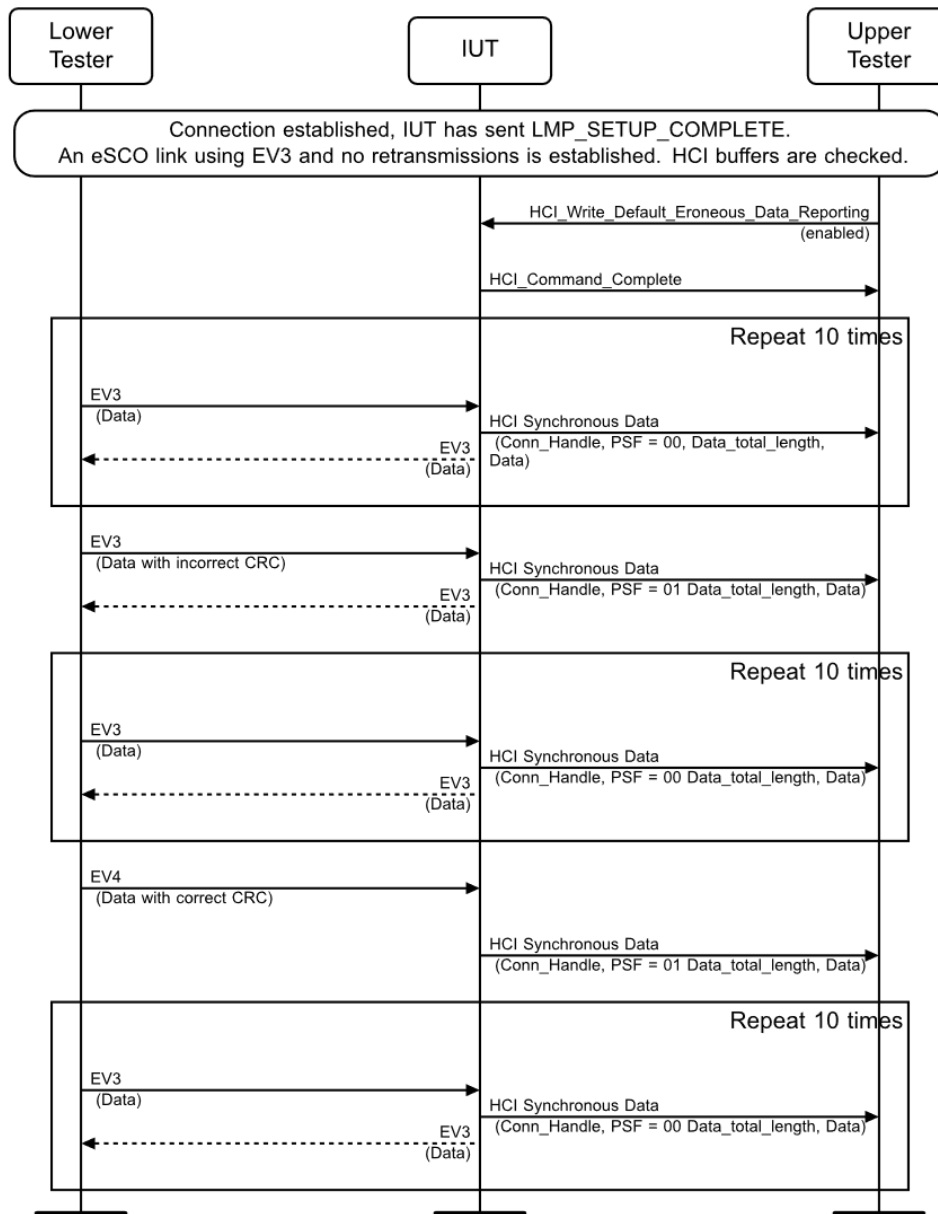 Lower
Tester
IUT
Upper
Tester
Connection established, IUT has sent LMP_SETUP_COMPLETE.
An eSCO link using EV3 and no retransmissions is established. HCI buffers are checked.
HCI_Write_Default_Eroneous_Data_Reporting
(enabled)
HCI_Command_Complete
Repeat 10 times
EV3
(Data)
HCI Synchronous Data
(Conn_Handle, PSF = 00, Data_total_length,
Data)
EV3
(Data)
EV3
(Data with incorrect CRC)
HCI Synchronous Data
(Conn_Handle, PSF = 01 Data_total_length, Data)
EV3
(Data)
Repeat 10 times
EV3
(Data)
HCI Synchronous Data
(Conn_Handle, PSF = 00 Data_total_length, Data)
EV3
(Data)
EV4
(Data with correct CRC)
HCI Synchronous Data
(Conn_Handle, PSF = 01 Data_total_length, Data)
Repeat 10 times
EV3
(Data)
HCI Synchronous Data
(Conn_Handle, PSF = 00 Data_total_length, Data)
EV3
(Data)